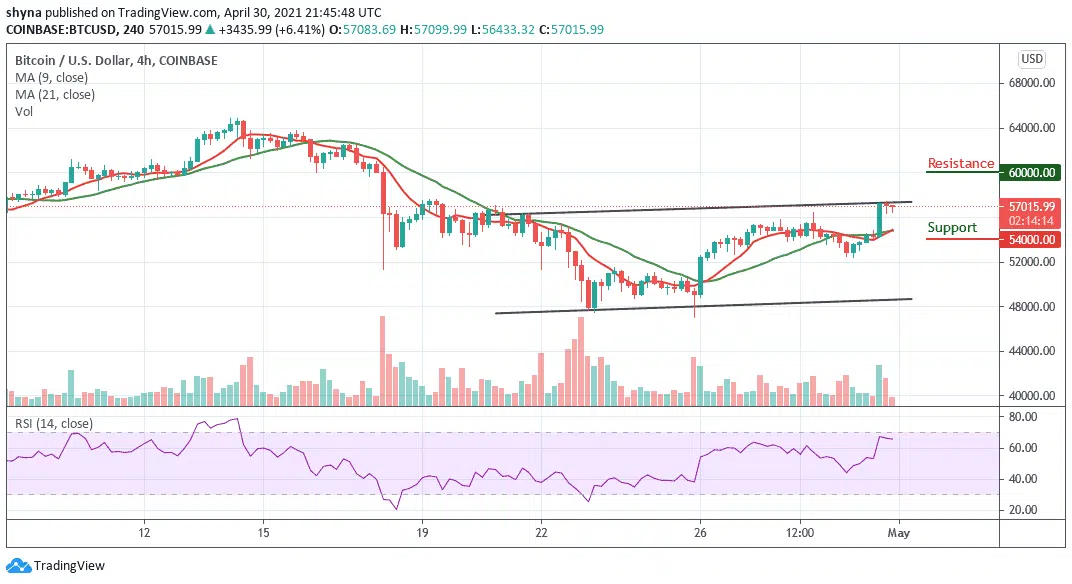 shyna published on TradingView.com, April 30, 2021 21:45:48 UTC
COINBASE:BTCUSD, 240 57015.99 ▲ +3435.99 (+6.41%) O:57083.69 H:57099.99 L:56433.32 C:57015.99
Bitcoin / U.S. Dollar, 4h, COINBASE
MA (9, close)
MA (21, close)
Vol
USD
68000.00
64000.00
Resistance
60000.00
57015.99
02:14:14
Support
54000.00
52000.00
48000.00
44000.00
40000.00
RSI (14, close)
80.00
60.00
40.00
20.00
12 15 19 22 26 12:00 May
TradingView